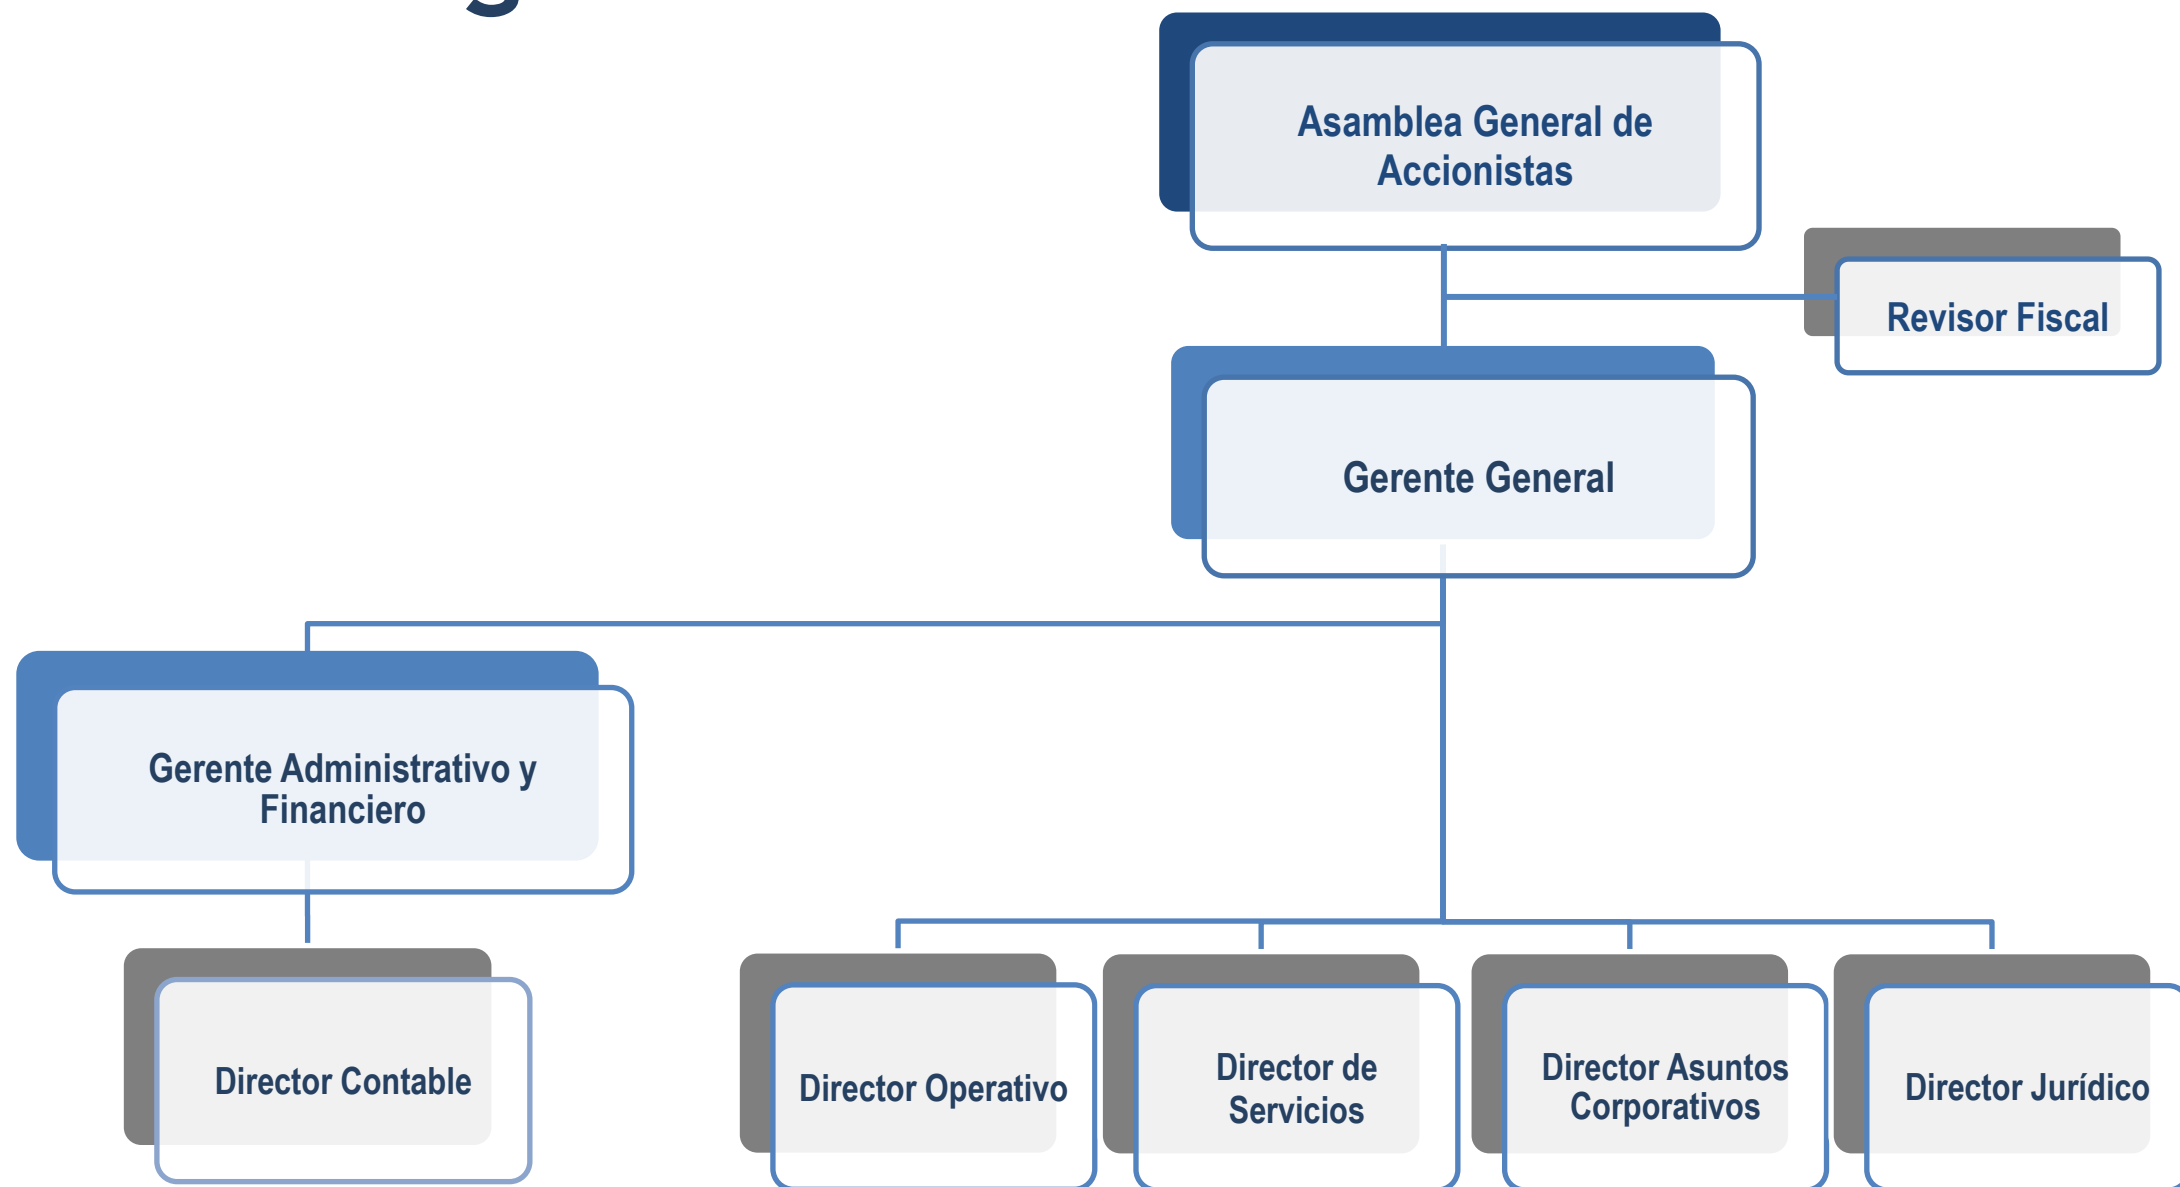 Asamblea General de
Accionistas
Revisor Fiscal
Gerente General
Gerente Administrativo y
Financiero
Director Contable
Director Operativo
Director de
Servicios
Director Asuntos
Corporativos
Director Jurídico